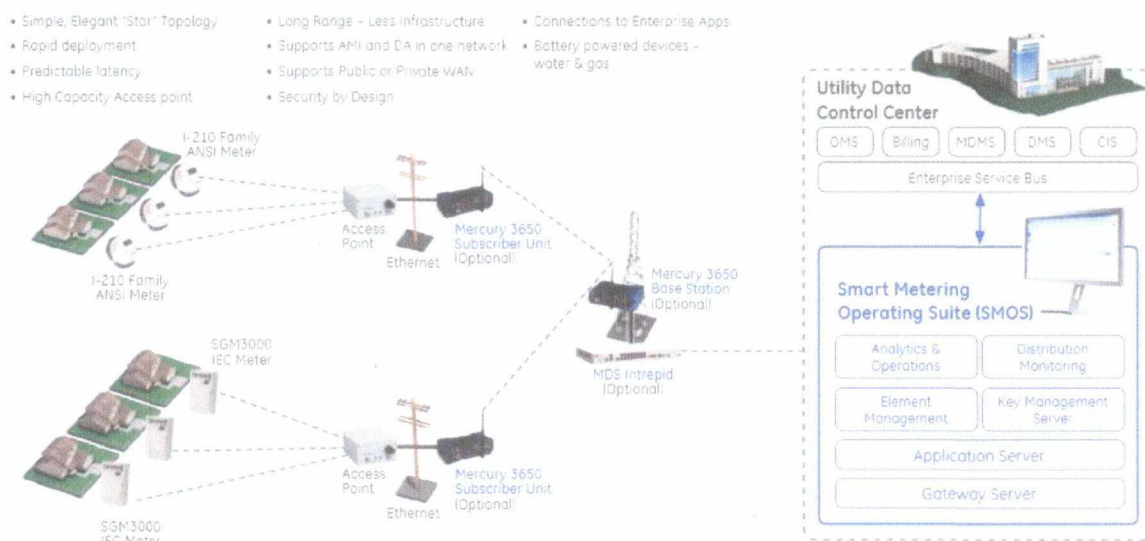 • Simple, Elegant "Star" Topology
• Rapid deployment
• Predictable latency
• High Capacity Access point
• Long Range - Less Infrastructure
• Supports AMI and DA in one network
• Supports Public or Private WAN
• Security by Design
• Connections to Enterprise Apps
• Battery powered devices -
water & gas
I-210 Family
ANSI Meter
I-210 Family
ANSI Meter
Access
Point
Ethernet
Mercury 3650
Subscriber Unit
(Optional)
Mercury 3650
Base Station
(Optional)
MDS Intrepid
(Optional)
SGM3000
IEC Meter
SGM3000
IEC Meter
Access
Point
Ethernet
Mercury 3650
Subscriber Unit
(Optional)
Utility Data
Control Center
OMS
Billing
MDMS
DMS
CIS
Enterprise Service Bus
Smart Metering
Operating Suite (SMOS)
Analytics &
Operations
Distribution
Monitoring
Element
Management
Key Management
Server
Application Server
Gateway Server